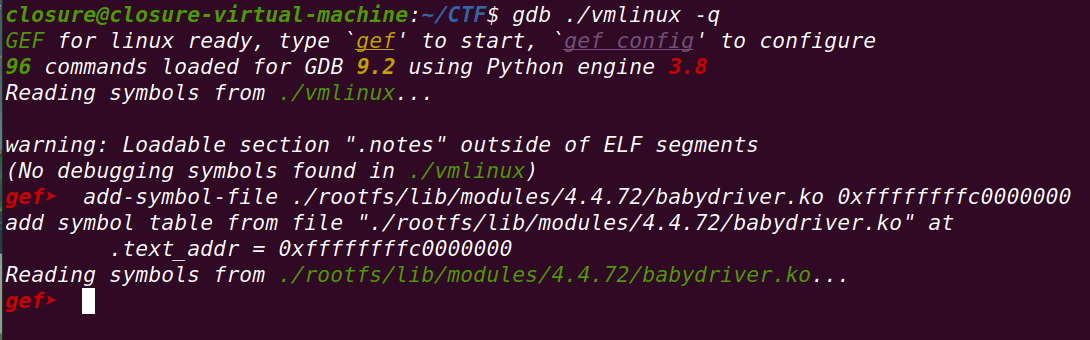 closure@closure-virtual-machine:~/CTF$ gdb ./vmlinux -q
GEF for linux ready, type `gef' to start, `gef config' to configure
96 commands loaded for GDB 9.2 using Python engine 3.8
Reading symbols from ./vmlinux...
warning: Loadable section ".notes" outside of ELF segments
(No debugging symbols found in ./vmlinux)
gef➤  add-symbol-file ./rootfs/lib/modules/4.4.72/babydriver.ko 0xffffffffc0000000
add symbol table from file "./rootfs/lib/modules/4.4.72/babydriver.ko" at
        .text_addr = 0xffffffffc0000000
Reading symbols from ./rootfs/lib/modules/4.4.72/babydriver.ko...
gef➤